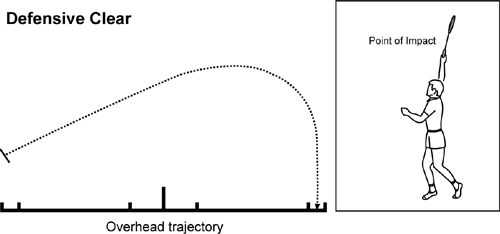 Defensive Clear
Point of Impact
Overhead trajectory